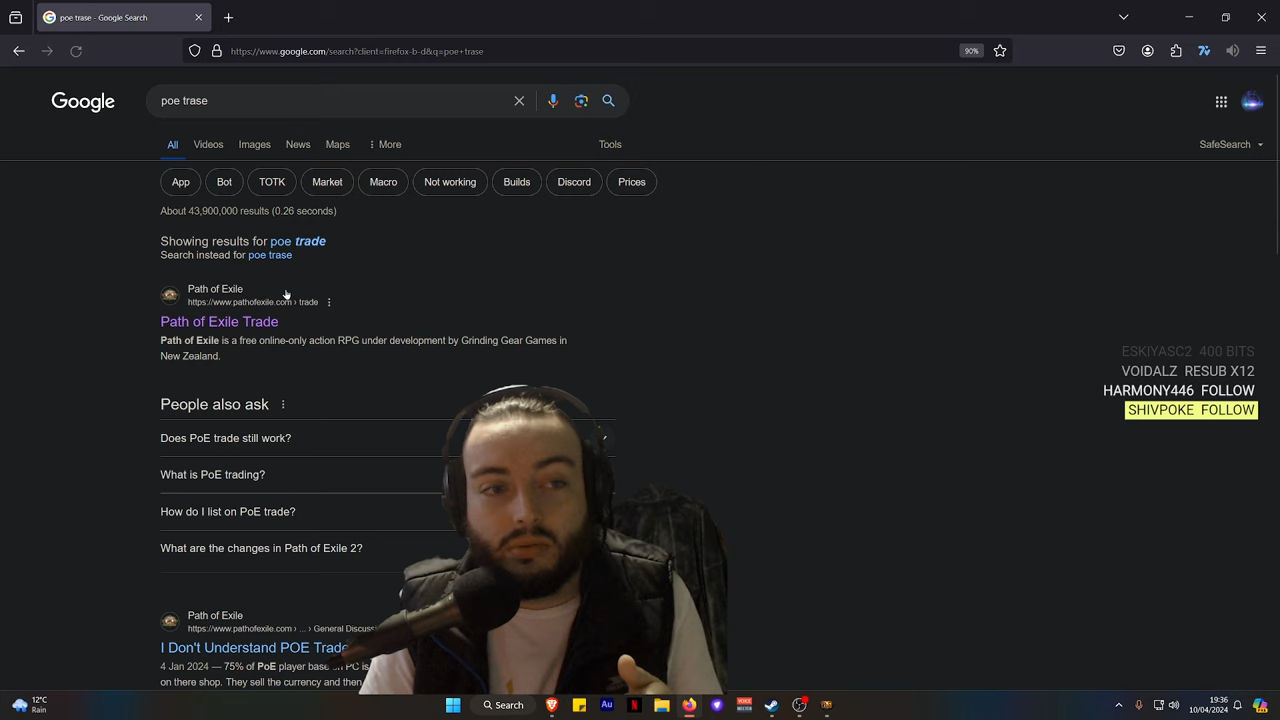 poe trase - Google Search
https://www.google.com/search?client=firefox-b-d&q=poe+trase
90%
Google
poe trase
All
Videos
Images
News
Maps
More
Tools
SafeSearch
App
Bot
TOTK
Market
Macro
Not working
Builds
Discord
Prices
About 43,900,000 results (0.26 seconds)
Showing results for poe trade
Search instead for poe trase
Path of Exile
https://www.pathofexile.com › trade
Path of Exile Trade
Path of Exile is a free online-only action RPG under development by Grinding Gear Games in
New Zealand.
ESKIYASC2 400 BITS
VOIDALZ RESUB X12
HARMONY446 FOLLOW
SHIVPOKE FOLLOW
People also ask
Does PoE trade still work?
What is PoE trading?
How do I list on PoE trade?
What are the changes in Path of Exile 2?
Path of Exile
https://www.pathofexile.com › ... › General Discuss
I Don't Understand POE Trade
4 Jan 2024 — 75% of PoE player base on PC is
on there shop. They sell the currency and then
12°C
Rain
Search
Au
N
VOICE
MEETER
19:36
10/04/2024